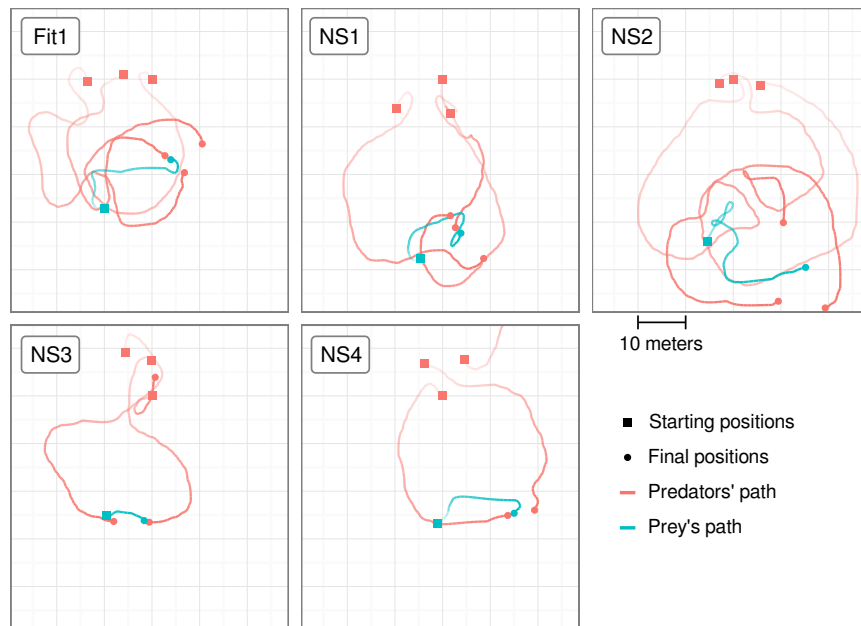 Fit1
NS1
NS2
NS3
NS4
10 meters
Starting positions
Final positions
Predators' path
Prey's path